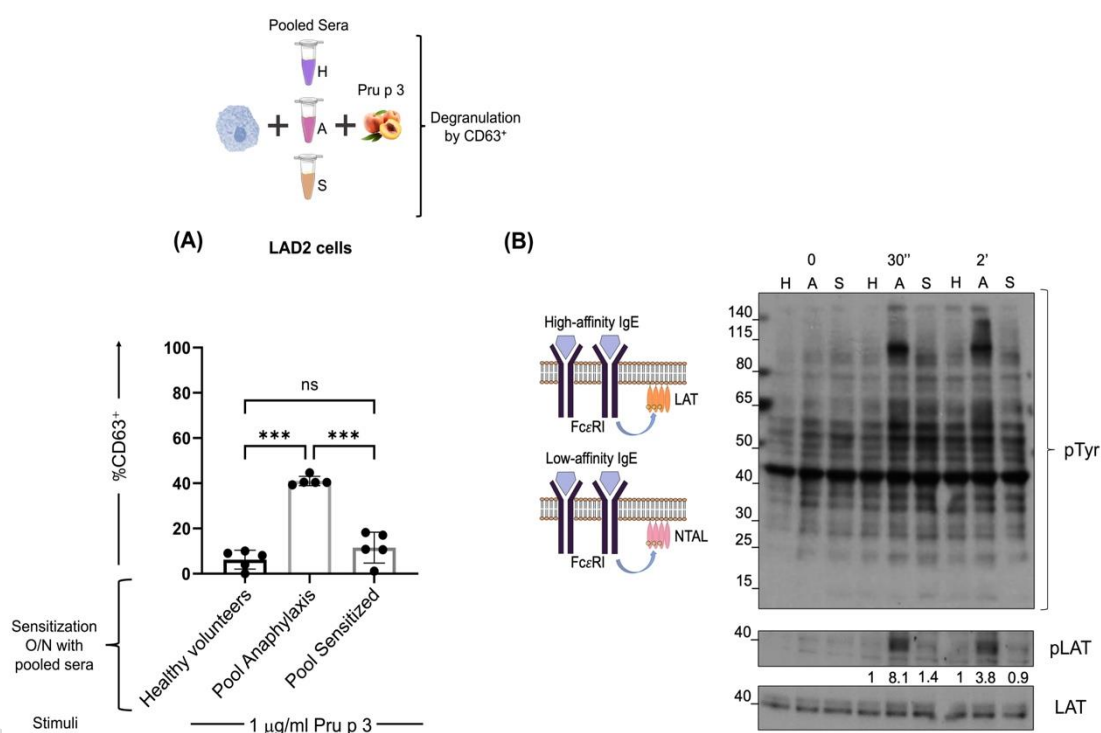 Pooled Sera
H
Pru p 3
A
Degranulation
by CD63⁺
S
(A)
LAD2 cells
%CD63⁺
100
80
60
40
20
0
ns
***
***
Healthy volunteers
Pool Anaphylaxis
Pool Sensitized
Sensitization
O/N with
pooled sera
Stimuli
1 µg/ml Pru p 3
(B)
High-affinity IgE
LAT
FcεRI
Low-affinity IgE
NTAL
FcεRI
0 30'' 2'
H A S H A S H A S
140
115
80
65
50
40
30
25
15
pTyr
40
pLAT
1 8.1 1.4 1 3.8 0.9
40
LAT